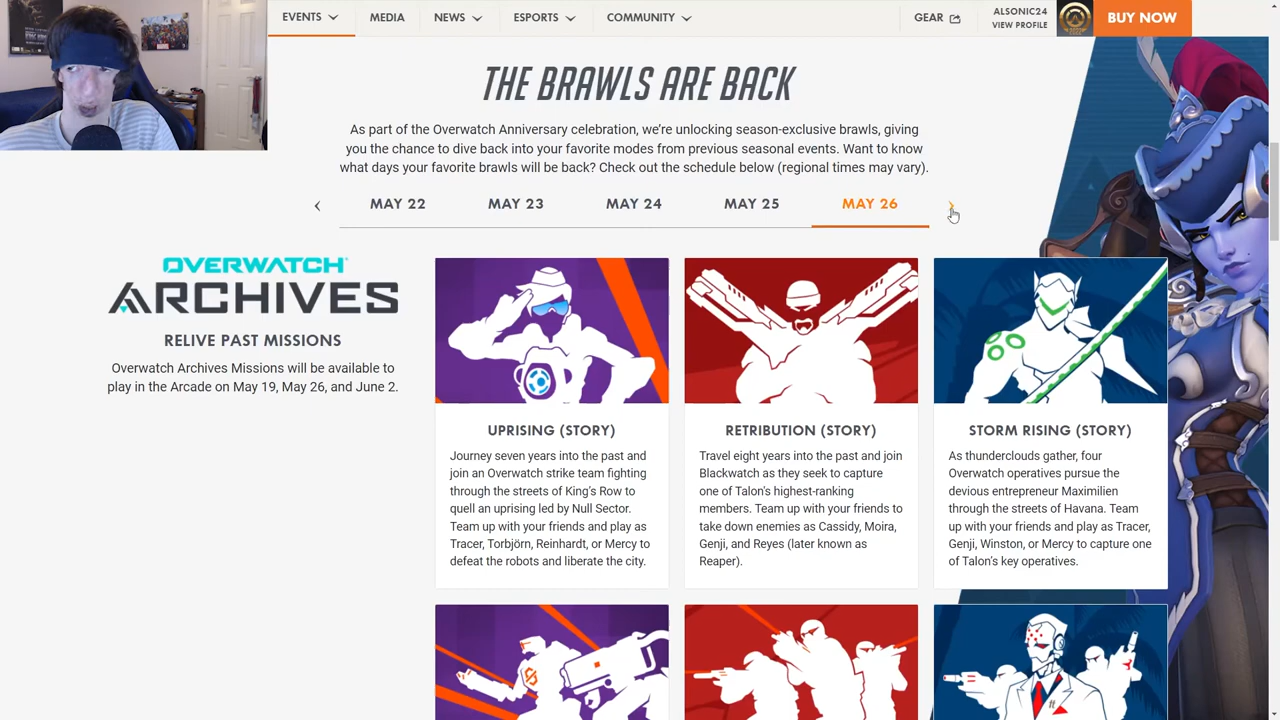 EVENTS
MEDIA
NEWS
ESPORTS
COMMUNITY
GEAR
ALSONIC24
VIEW PROFILE
BUY NOW
THE BRAWLS ARE BACK
As part of the Overwatch Anniversary celebration, we're unlocking season-exclusive brawls, giving
you the chance to dive back into your favorite modes from previous seasonal events. Want to know
what days your favorite brawls will be back? Check out the schedule below (regional times may vary).
MAY 22
MAY 23
MAY 24
MAY 25
MAY 26
OVERWATCH
ARCHIVES
RELIVE PAST MISSIONS
Overwatch Archives Missions will be available to
play in the Arcade on May 19, May 26, and June 2.
UPRISING (STORY)
Journey seven years into the past and
join an Overwatch strike team fighting
through the streets of King's Row to
quell an uprising led by Null Sector.
Team up with your friends and play as
Tracer, Torbjörn, Reinhardt, or Mercy to
defeat the robots and liberate the city.
RETRIBUTION (STORY)
Travel eight years into the past and join
Blackwatch as they seek to capture
one of Talon's highest-ranking
members. Team up with your friends to
take down enemies as Cassidy, Moira,
Genji, and Reyes (later known as
Reaper).
STORM RISING (STORY)
As thunderclouds gather, four
Overwatch operatives pursue the
devious entrepreneur Maximilien
through the streets of Havana. Team
up with your friends and play as Tracer,
Genji, Winston, or Mercy to capture one
of Talon's key operatives.